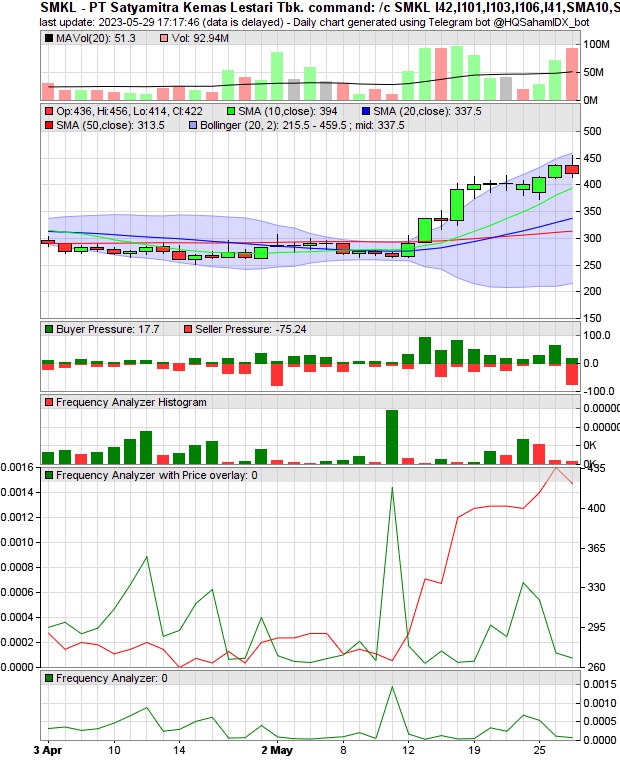 SMKL - PT Satyamitra Kemas Lestari Tbk. command: /c SMKL I42,I101,I103,I106,I41,SMA10,S
last update: 2023-05-29 17:17:46 (data is delayed) - Daily chart generated using Telegram bot @HQSahamIDX_bot
MAVol(20): 51.3 Vol: 92.94M
100M
50M
0M
Op:436, Hi:456, Lo:414, Cl:422 SMA (10,close): 394 SMA (20,close): 337.5
SMA (50,close): 313.5 Bollinger (20, 2): 215.5 - 459.5 ; mid: 337.5
500
450
400
350
300
250
200
150
Buyer Pressure: 17.7 Seller Pressure: -75.24
100.0
0.0
-100.0
Frequency Analyzer Histogram
0.00000
0.00000
0K
0K
Frequency Analyzer with Price overlay: 0
0.0016
0.0014
0.0012
0.0010
0.0008
0.0006
0.0004
0.0002
0.0000
435
400
365
330
295
260
Frequency Analyzer: 0
0.0015
0.0010
0.0005
0.0000
3 Apr 10 14 2 May 8 12 19 25